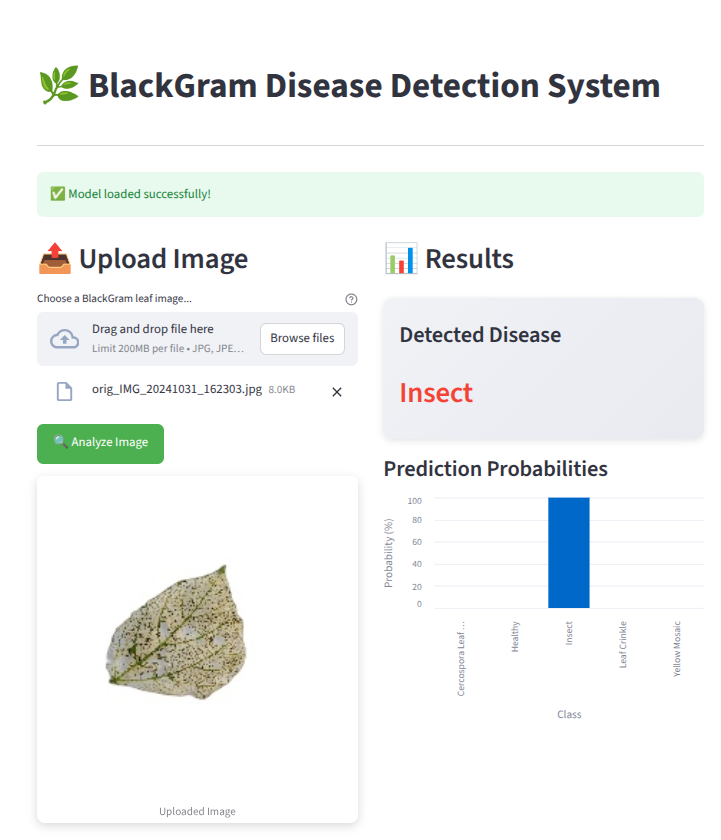 🌿 BlackGram Disease Detection System
✅ Model loaded successfully!
📤 Upload Image
Choose a BlackGram leaf image...
Drag and drop file here
Limit 200MB per file • JPG, JPE...
Browse files
orig_IMG_20241031_162303.jpg 8.0KB
🔍 Analyze Image
Uploaded Image
📊 Results
Detected Disease
Insect
Prediction Probabilities
Probability (%)
100
80
60
40
20
0
Cercospora Leaf ...
Healthy
Insect
Leaf Crinkle
Yellow Mosaic
Class